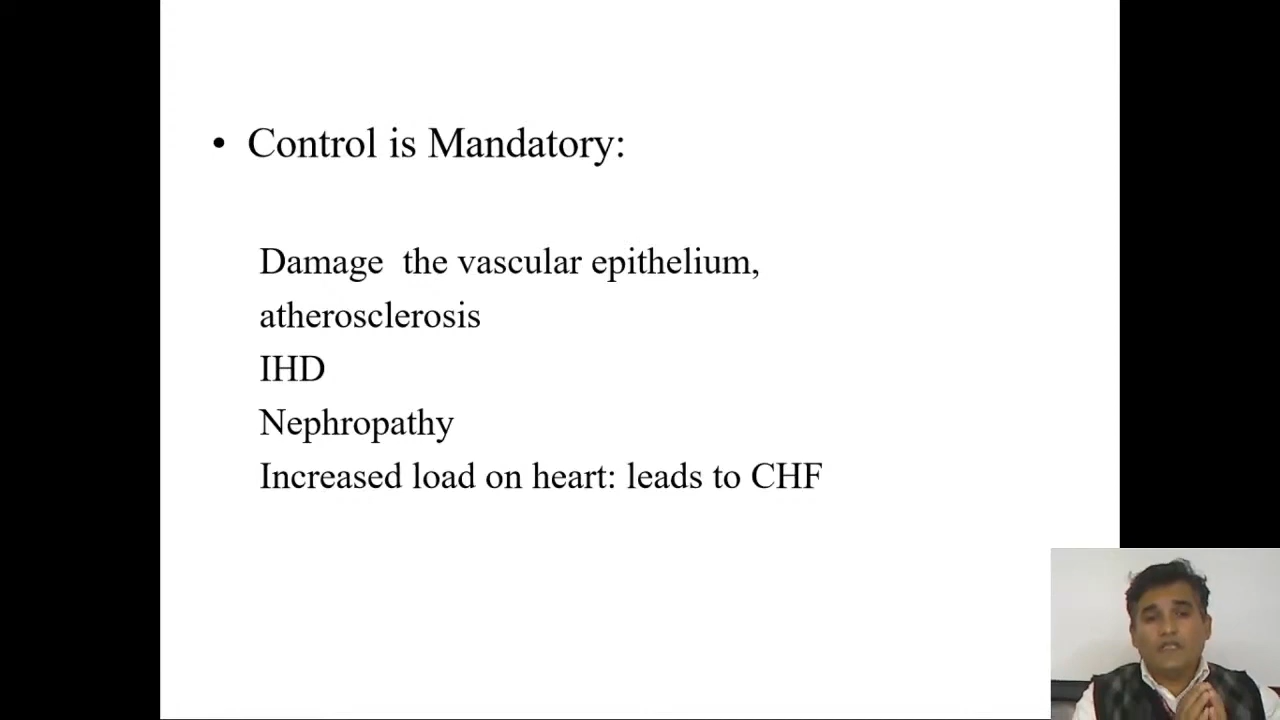 • Control is Mandatory:
Damage the vascular epithelium,
atherosclerosis
IHD
Nephropathy
Increased load on heart: leads to CHF